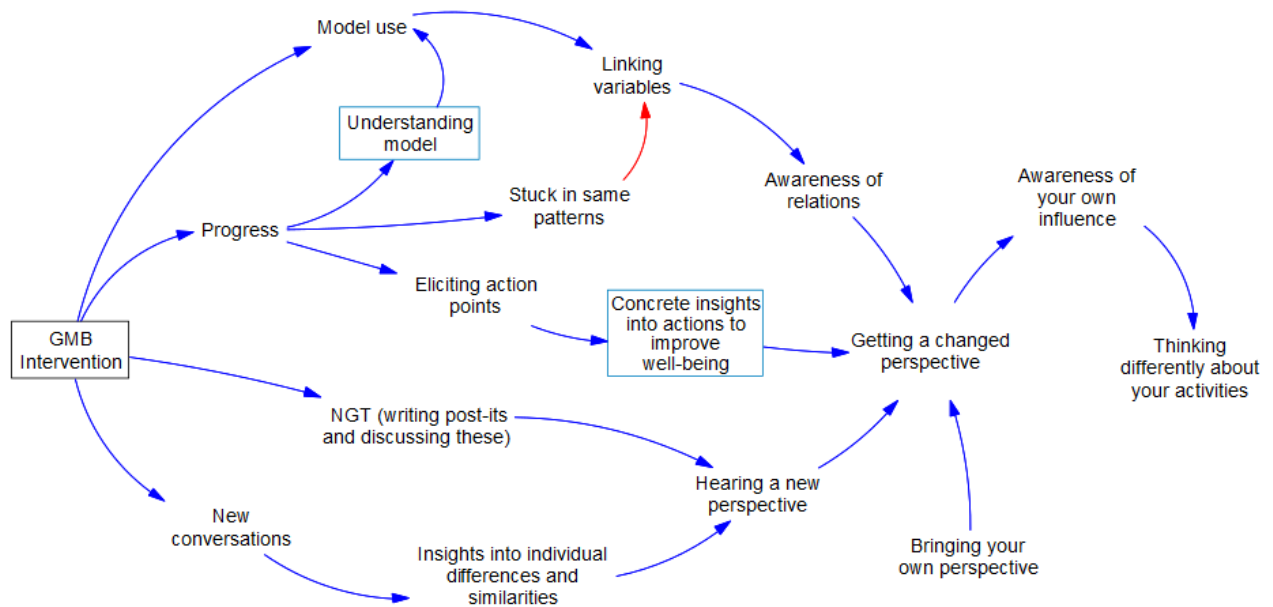 Model use
Linking
variables
Understanding
model
Stuck in same
patterns
Awareness of
relations
Awareness of
your own
influence
Progress
Eliciting action
points
Concrete insights
into actions to
improve
well-being
GMB
Intervention
Getting a changed
perspective
Thinking
differently about
your activities
NGT (writing post-its
and discussing these)
Hearing a new
perspective
New
conversations
Insights into individual
differences and
similarities
Bringing your
own perspective